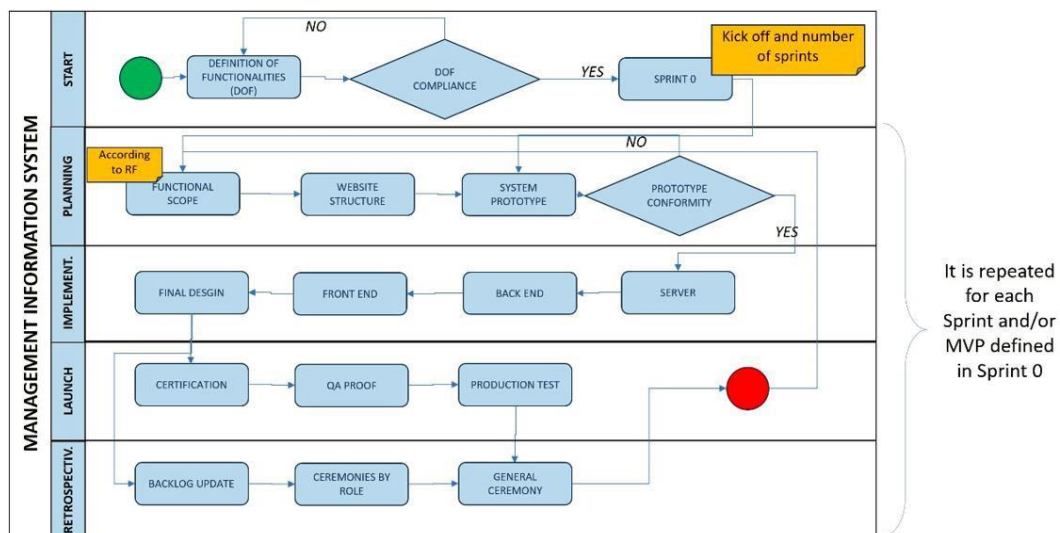 MANAGEMENT INFORMATION SYSTEM
START
NO
DEFINITION OF
FUNCTIONALITIES
(DOF)
DOF
COMPLIANCE
YES
SPRINT 0
Kick off and number
of sprints
PLANNING
According
to RF
FUNCTIONAL
SCOPE
WEBSITE
STRUCTURE
SYSTEM
PROTOTYPE
NO
PROTOTYPE
CONFORMITY
YES
IMPLEMENT.
FINAL DESGIN
FRONT END
BACK END
SERVER
LAUNCH
CERTIFICATION
QA PROOF
PRODUCTION TEST
RETROSPECTIV.
BACKLOG UPDATE
CEREMONIES BY
ROLE
GENERAL
CEREMONY
It is repeated
for each
Sprint and/or
MVP defined
in Sprint 0